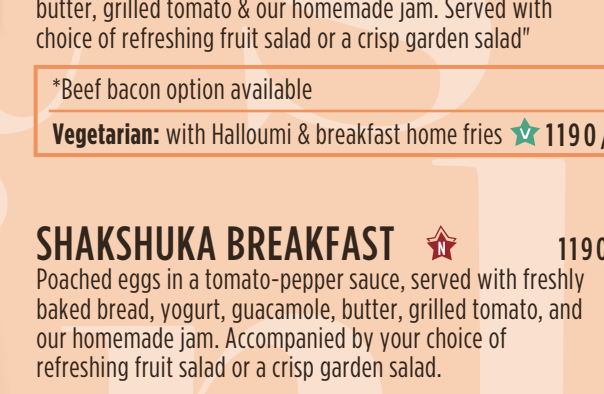 butter, grilled tomato & our homemade jam. Served with
choice of refreshing fruit salad or a crisp garden salad"
*Beef bacon option available
Vegetarian: with Halloumi & breakfast home fries V 1190/
SHAKSHUKA BREAKFAST N 1190
Poached eggs in a tomato-pepper sauce, served with freshly
baked bread, yogurt, guacamole, butter, grilled tomato, and
our homemade jam. Accompanied by your choice of
refreshing fruit salad or a crisp garden salad.